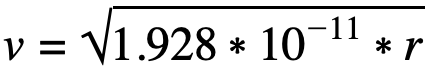 v = √1.928 * 10⁻¹¹ * r